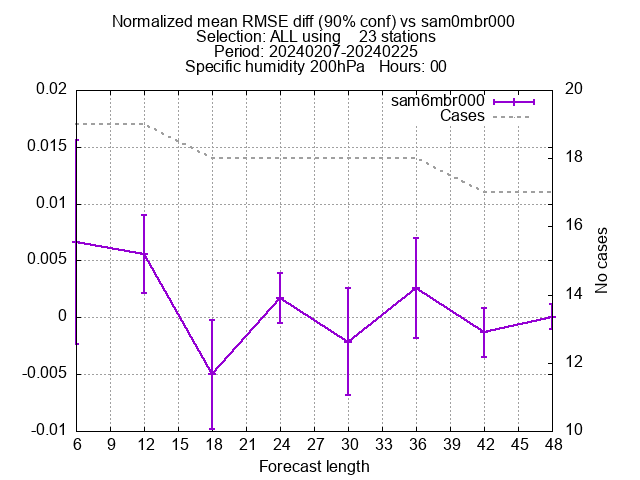 Normalized mean RMSE diff (90% conf) vs sam0mbr000
Selection: ALL using    23 stations
Period: 20240207-20240225
Specific humidity 200hPa   Hours: 00
sam6mbr000
Cases
0.02
0.015
0.01
0.005
0
-0.005
-0.01
20
18
16
14
12
10
No cases
6 9 12 15 18 21 24 27 30 33 36 39 42 45 48
Forecast length